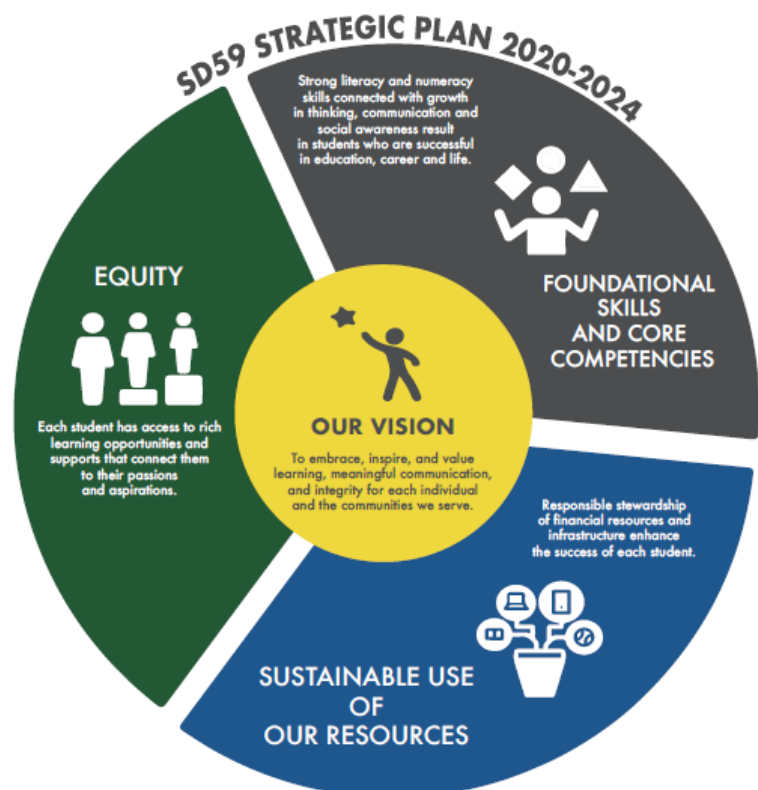 SD59 STRATEGIC PLAN 2020-2024
Strong literacy and numeracy
skills connected with growth
in thinking, communication and
social awareness result
in students who are successful
in education, career and life.
FOUNDATIONAL
SKILLS
AND CORE
COMPETENCIES
EQUITY
Each student has access to rich
learning opportunities and
supports that connect them
to their passions
and aspirations.
OUR VISION
To embrace, inspire, and value
learning, meaningful communication,
and integrity for each individual
and the communities we serve.
Responsible stewardship
of financial resources and
infrastructure enhance
the success of each student.
SUSTAINABLE USE
OF
OUR RESOURCES